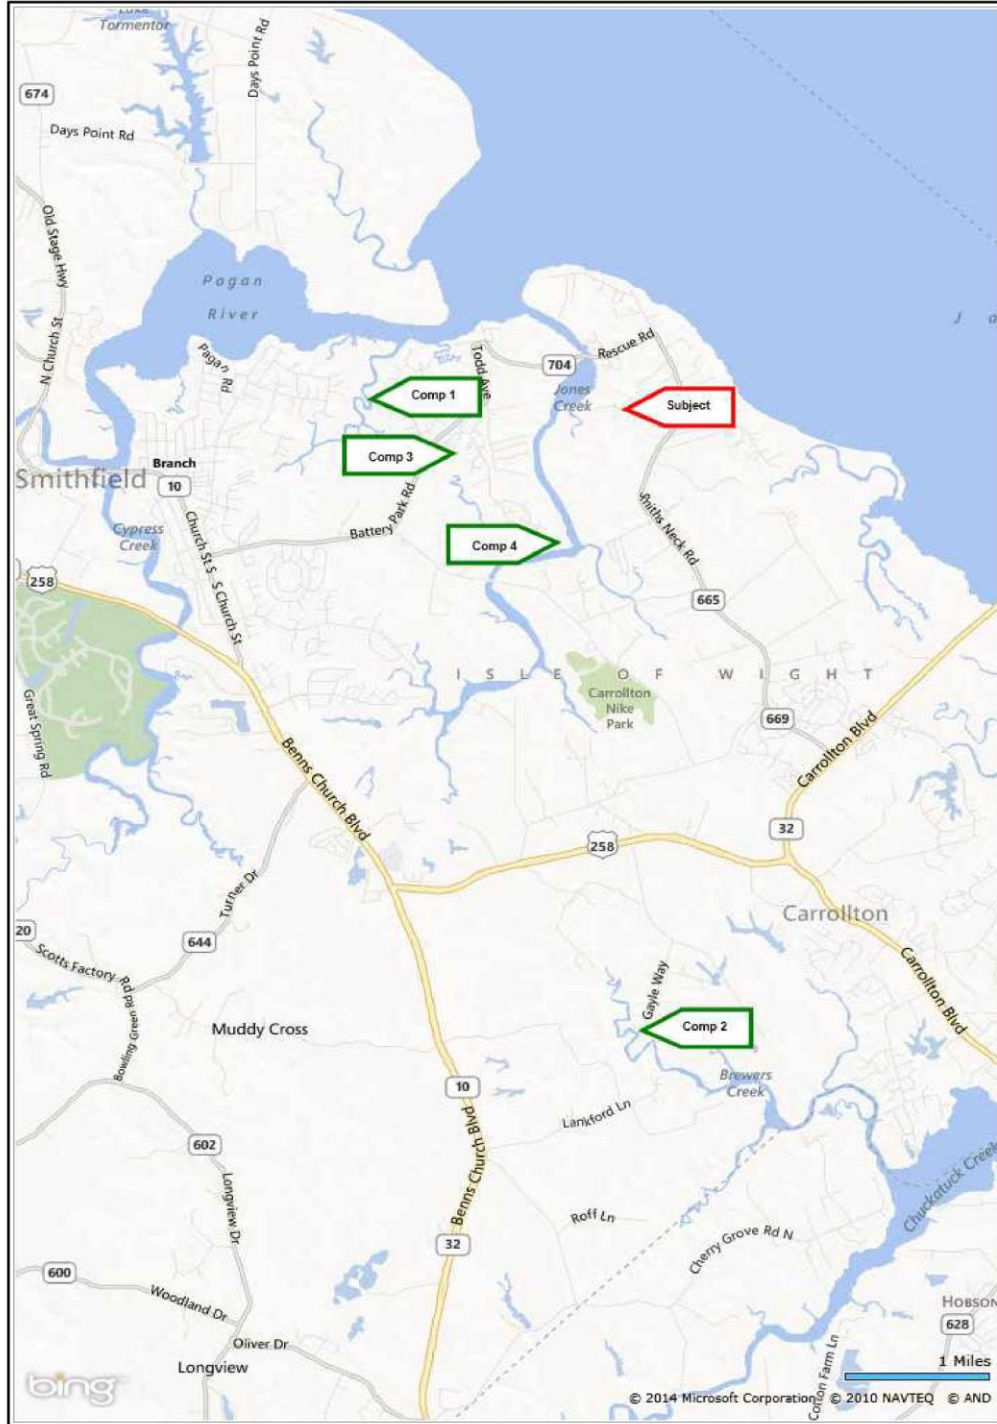 Lake
Tormentor
Days Point Rd
674
Days Point Rd
Old Stage Hwy
Pagan
River
J a
N Church St
Pagan Rd
Todd Ave
704
Rescue Rd
Jones
Creek
Comp 1
Subject
Comp 3
Branch
Smithfield
10
Battery Park Rd
Smiths Neck Rd
Cypress
Creek
Church St S
S Church St
Comp 4
258
665
ISLE OF WIGHT
Carrollton
Nike
Park
Great Spring Rd
669
Carrollton Blvd
Benns Church Blvd
32
258
Turner Dr
Carrollton
20
644
Scotts Factory Rd
Bowling Green Rd
Gayle Way
Carrollton Blvd
Muddy Cross
Comp 2
10
Brewers
Creek
Lankford Ln
602
Benns Church Blvd
Chuckatuck Creek
Longview Dr
Roff Ln
Cherry Grove Rd N
32
600
Woodland Dr
HOBSON
628
Oliver Dr
Longview
Cotton Farm Ln
1 Miles
bing
© 2014 Microsoft Corporation © 2010 NAVTEQ © AND